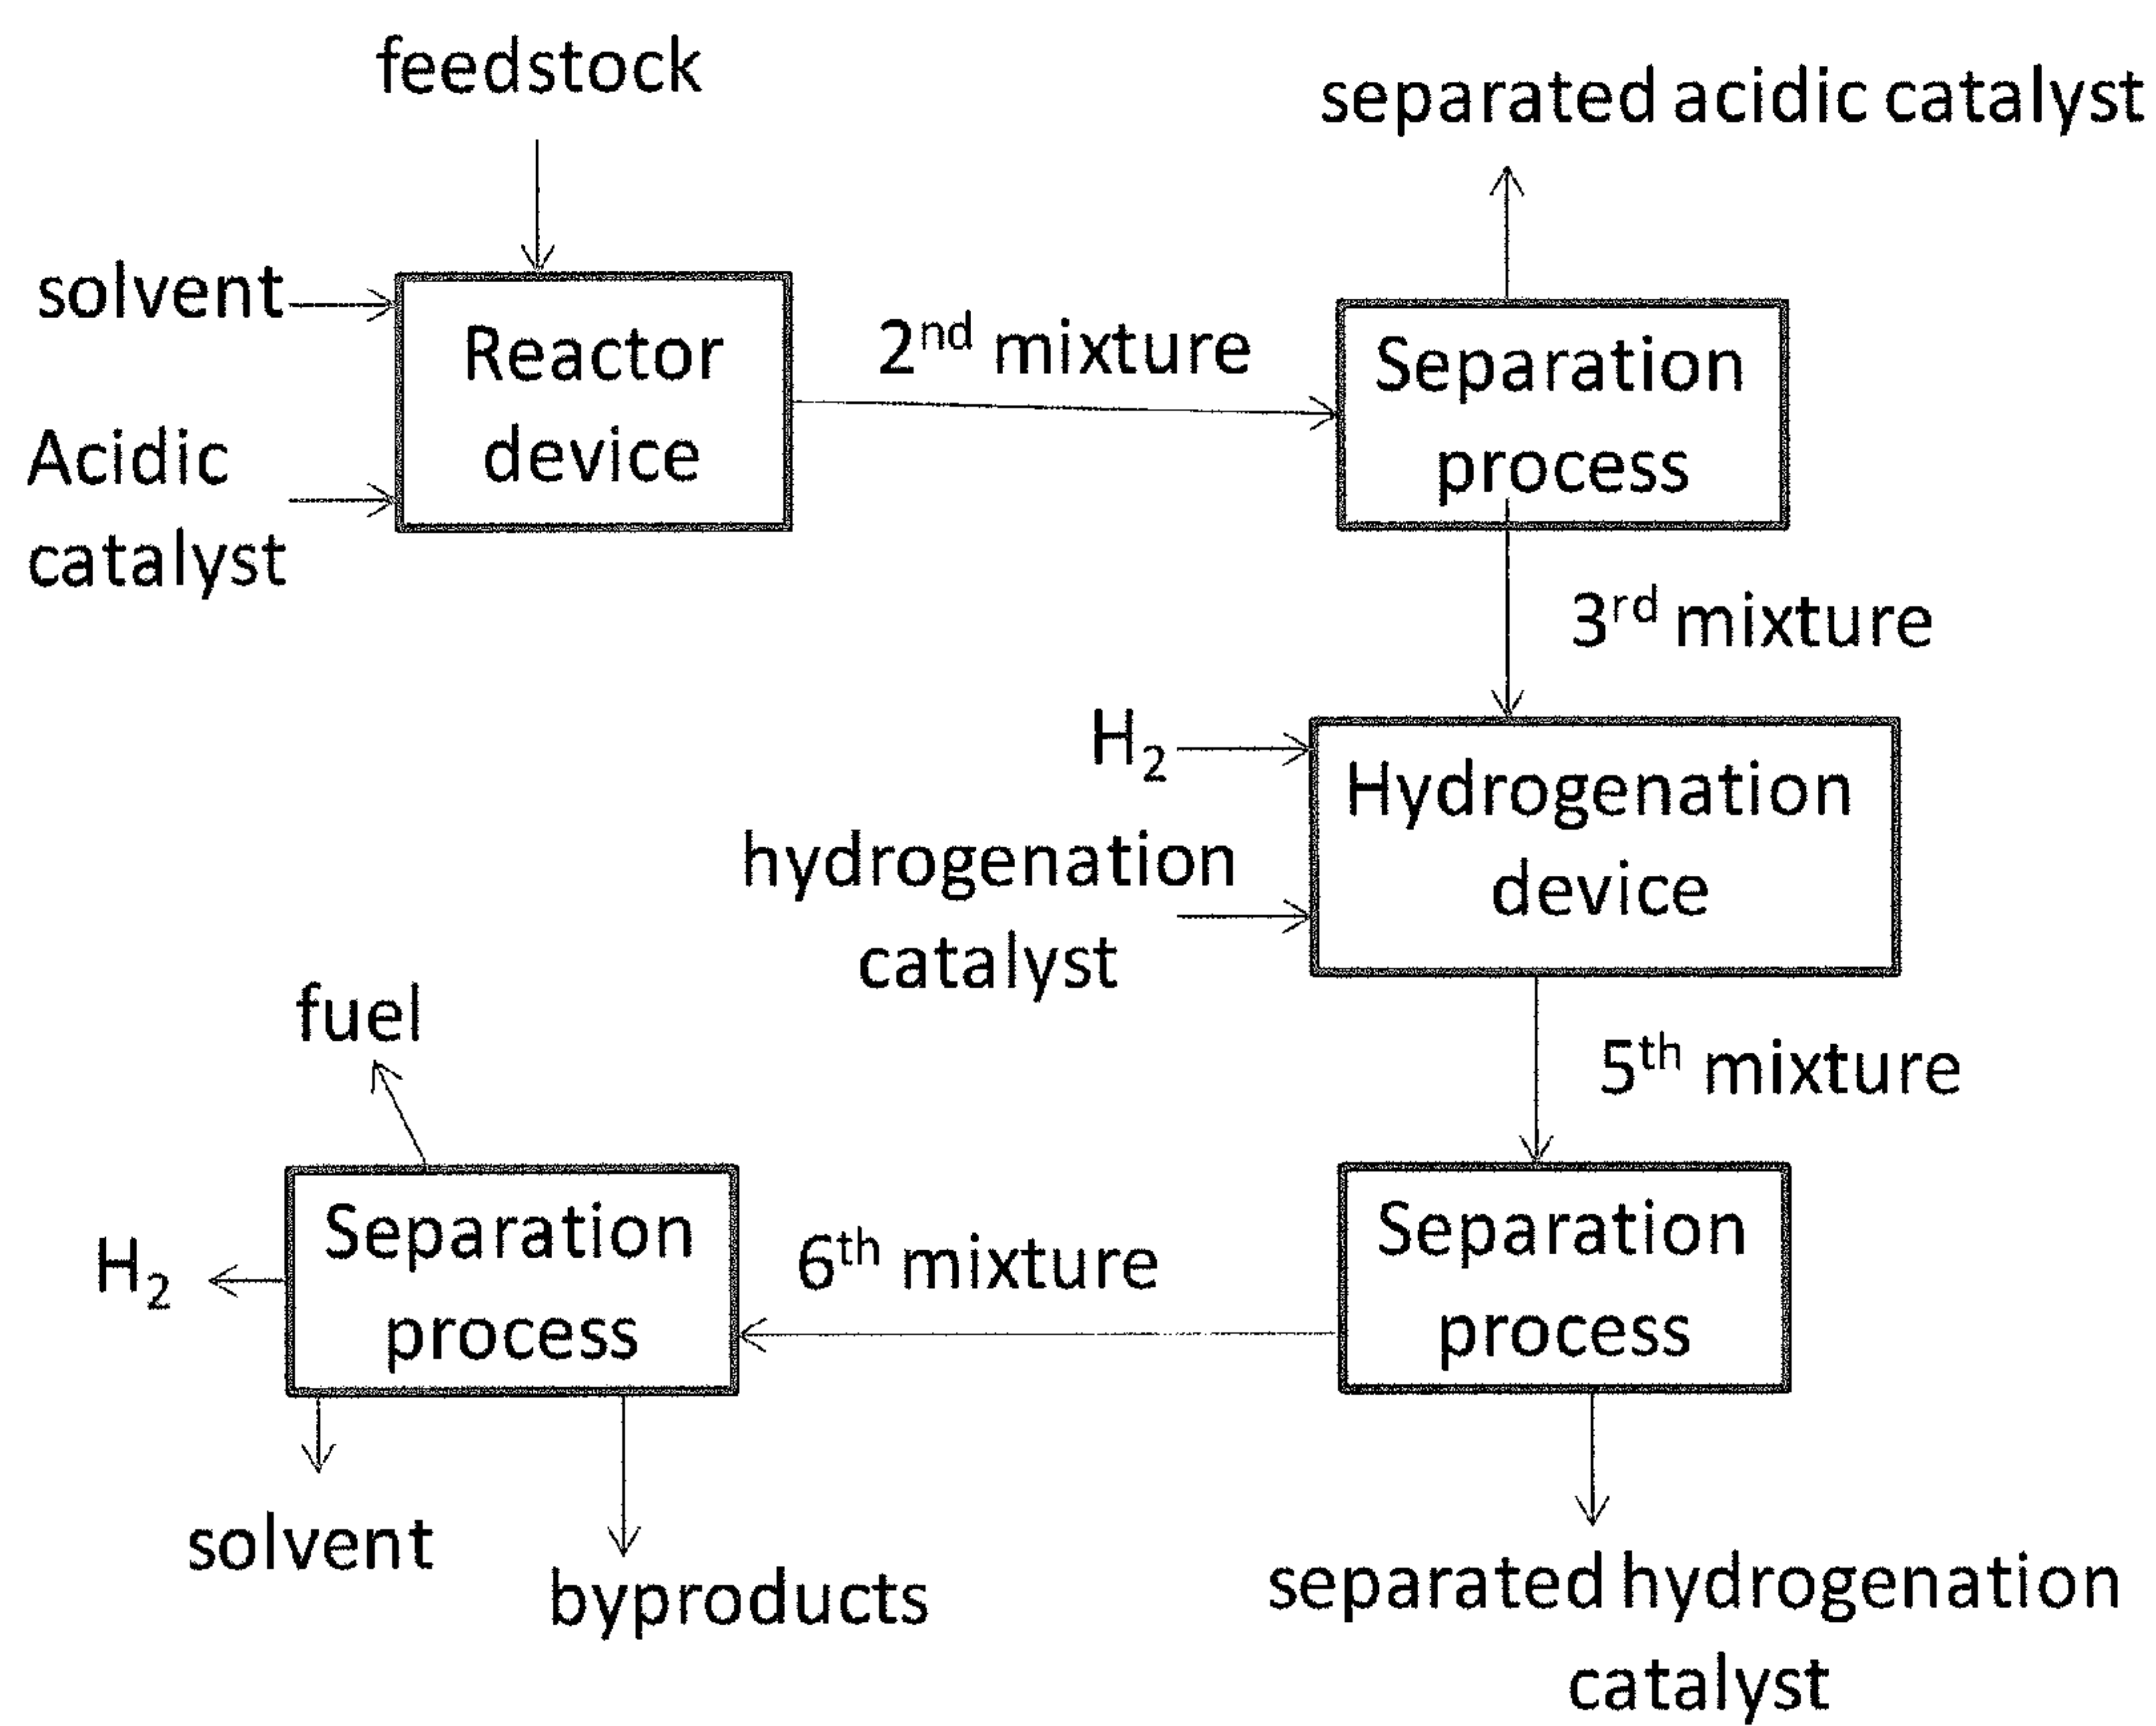 feedstock
separated acidic catalyst
solvent
Acidic
catalyst
Reactor
device
2nd mixture
Separation
process
3rd mixture
H2
hydrogenation
catalyst
Hydrogenation
device
5th mixture
fuel
H2
Separation
process
6th mixture
Separation
process
solvent
byproducts
separated hydrogenation
catalyst